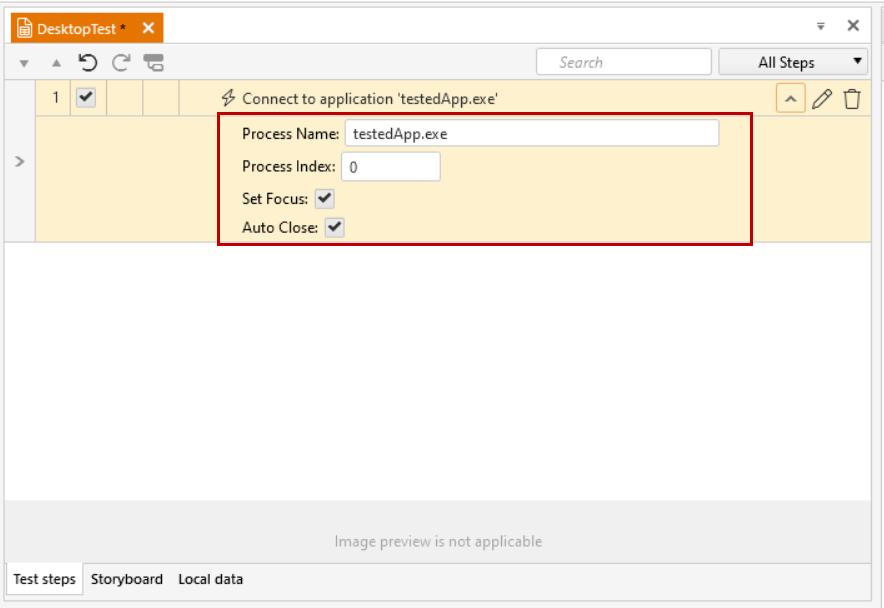 DesktopTest *
Search
All Steps
1
Connect to application 'testedApp.exe'
Process Name: testedApp.exe
Process Index: 0
Set Focus:
Auto Close:
Image preview is not applicable
Test steps Storyboard Local data